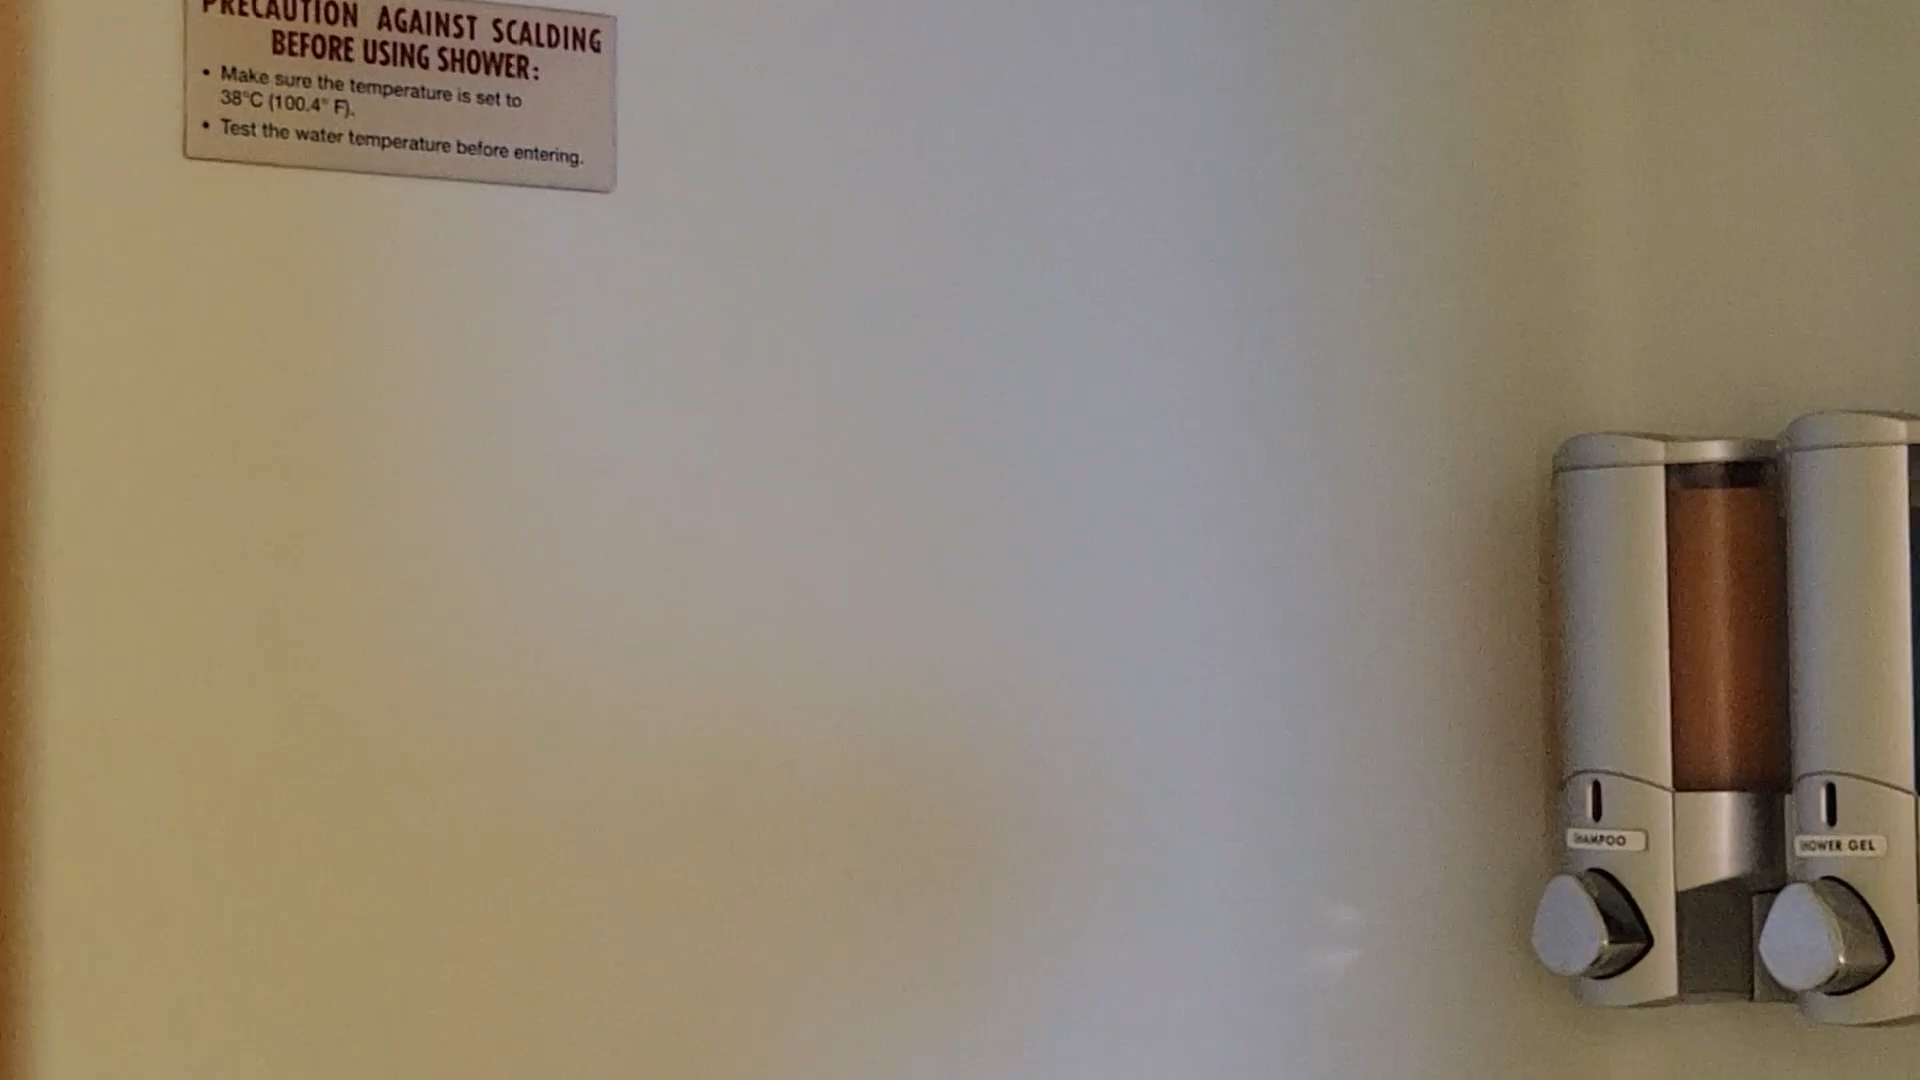 PRECAUTION AGAINST SCALDING
BEFORE USING SHOWER:
• Make sure the temperature is set to
38°C (100.4° F).
• Test the water temperature before entering.
SHAMPOO
SHOWER GEL